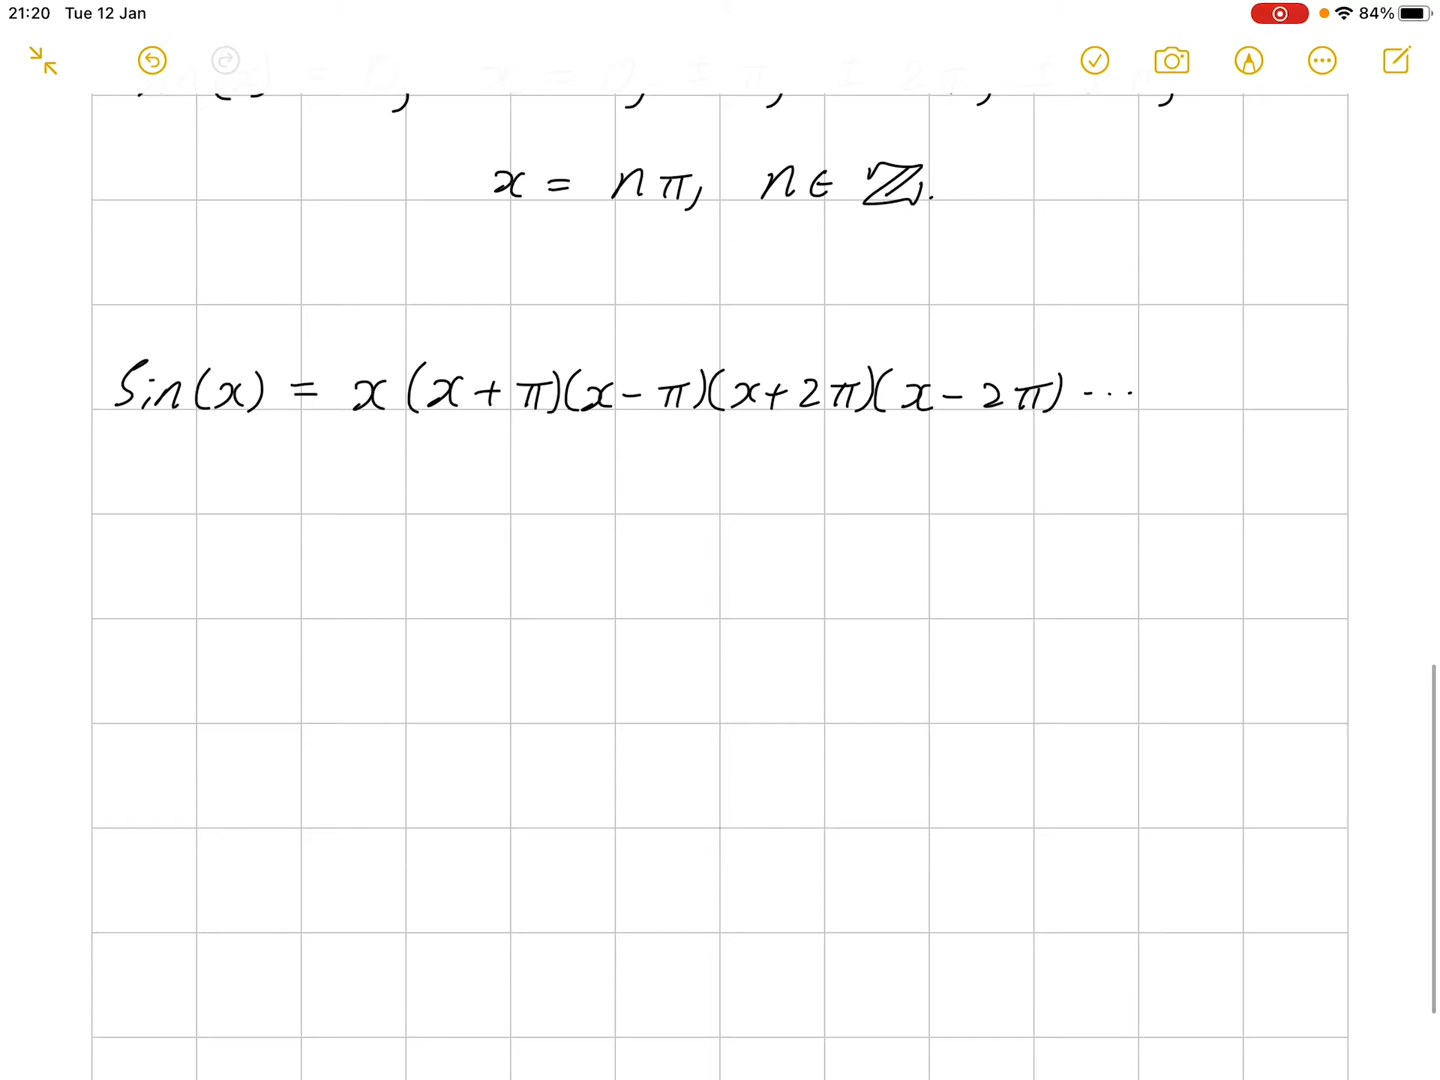 21:20 Tue 12 Jan 84%
x = nπ, n ∈ ℤ.
Sin(x) = x(x+π)(x-π)(x+2π)(x-2π)...